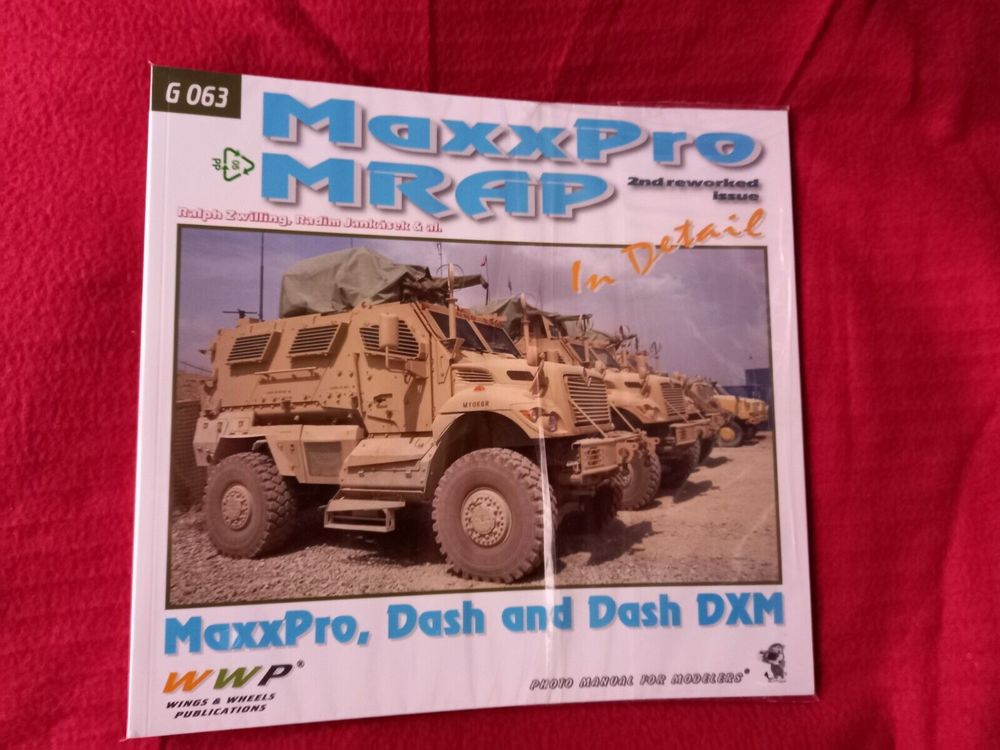 G 063
MaxxPro
MRAP
2nd reworked
issue
PP
Ralph Zwilling, Radim Jankásek & al.
In Detail
MaxxPro, Dash and Dash DXM
WWP®
WINGS & WHEELS
PUBLICATIONS
PHOTO MANUAL FOR MODELERS®